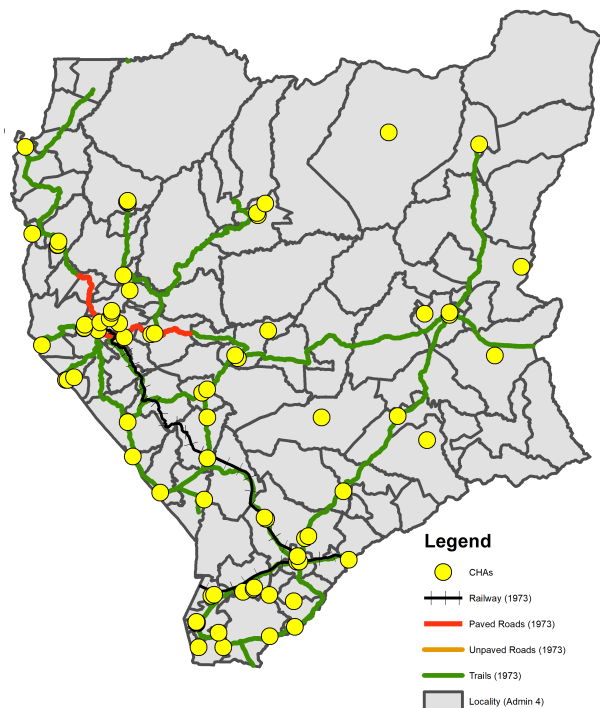 Legend
CHAs
Railway (1973)
Paved Roads (1973)
Unpaved Roads (1973)
Trails (1973)
Locality (Admin 4)